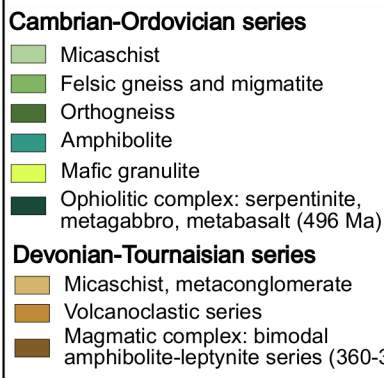 Cambrian-Ordovician series
Micaschist
Felsic gneiss and migmatite
Orthogneiss
Amphibolite
Mafic granulite
Ophiolitic complex: serpentinite,
metagabbro, metabasalt (496 Ma)
Devonian-Tournaisian series
Micaschist, metaconglomerate
Volcanoclastic series
Magmatic complex: bimodal
amphibolite-leptynite series (360-